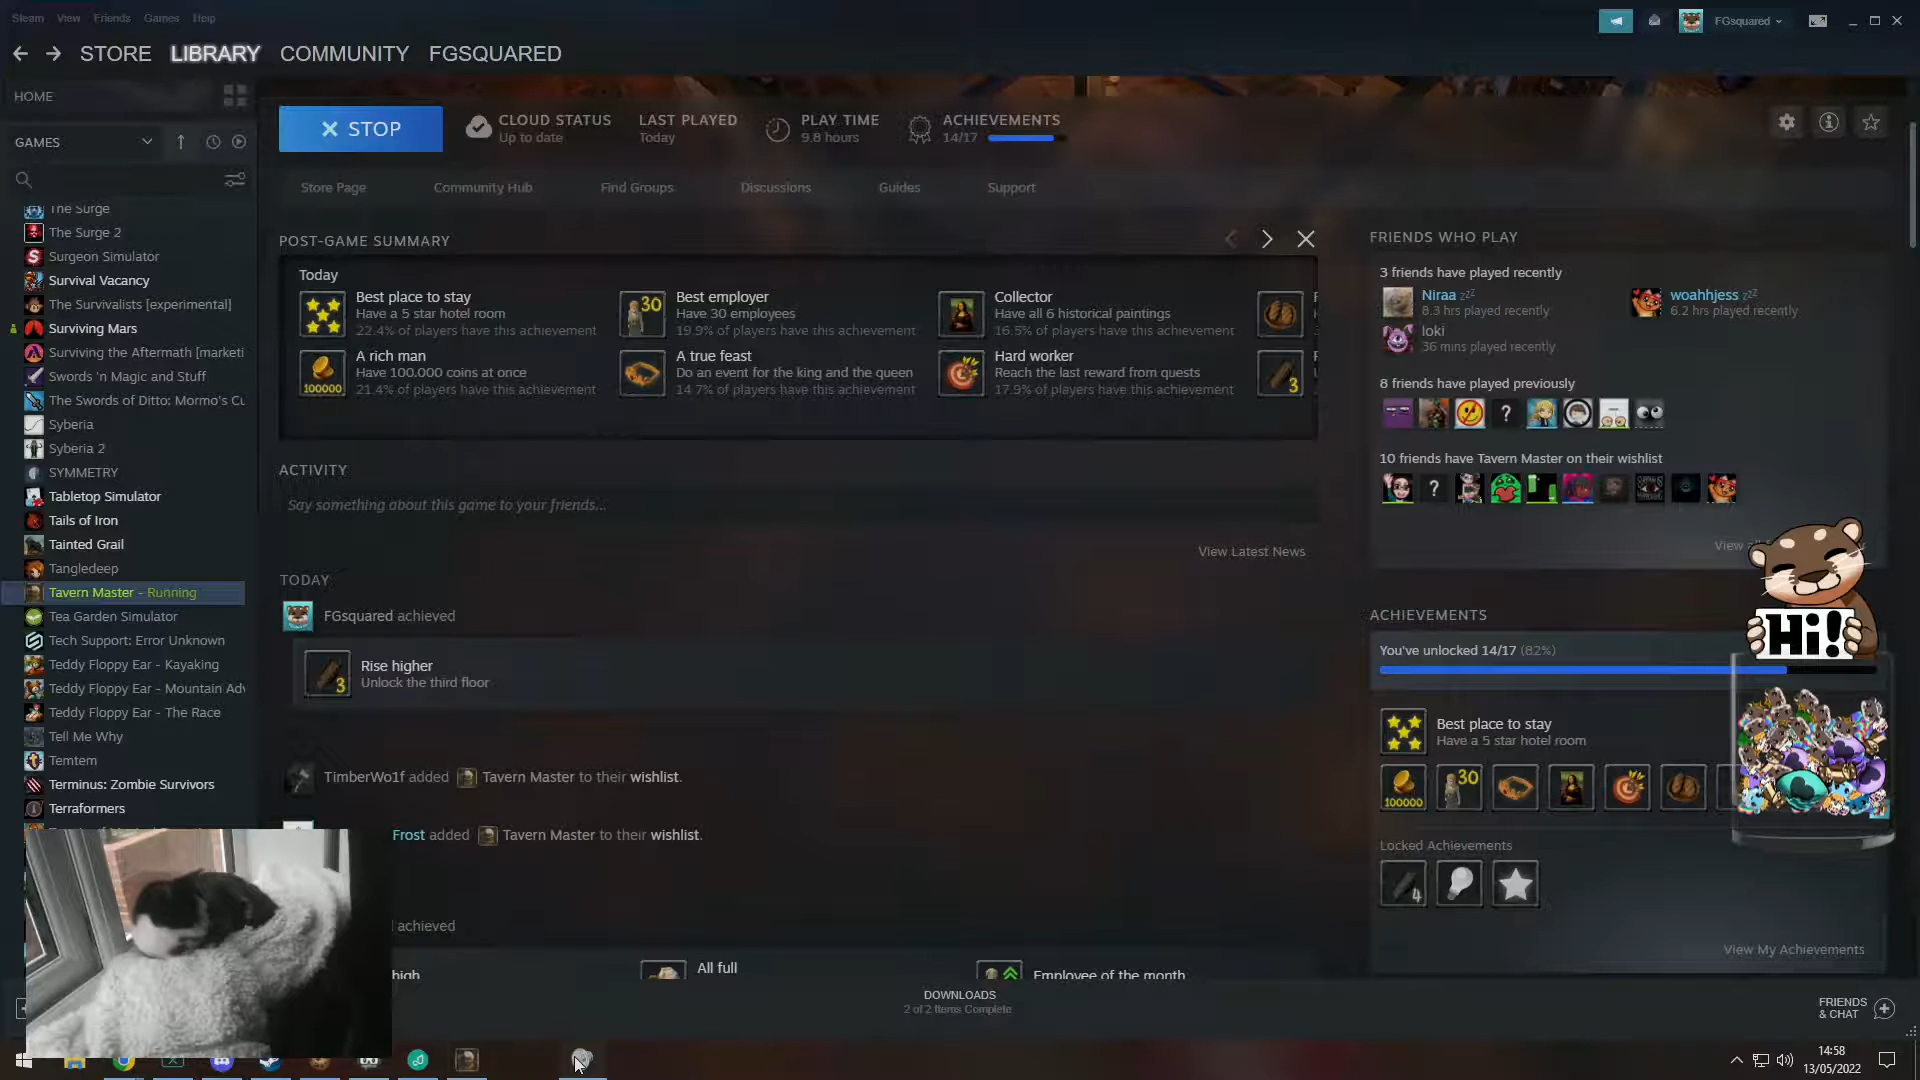 Steam View Friends Games Help
FGsquared
STORE LIBRARY COMMUNITY FGSQUARED
HOME
STOP
CLOUD STATUS
Up to date
LAST PLAYED
Today
PLAY TIME
9.8 hours
ACHIEVEMENTS
14/17
GAMES
Store Page Community Hub Find Groups Discussions Guides Support
The Surge
The Surge 2
Surgeon Simulator
Survival Vacancy
The Survivalists [experimental]
Surviving Mars
Surviving the Aftermath [marketi
Swords 'n Magic and Stuff
The Swords of Ditto: Mormo's Cu
Syberia
Syberia 2
SYMMETRY
Tabletop Simulator
Tails of Iron
Tainted Grail
Tangledeep
Tavern Master - Running
Tea Garden Simulator
Tech Support: Error Unknown
Teddy Floppy Ear - Kayaking
Teddy Floppy Ear - Mountain Adv
Teddy Floppy Ear - The Race
Tell Me Why
Temtem
Terminus: Zombie Survivors
Terraformers
POST-GAME SUMMARY
Today
Best place to stay
Have a 5 star hotel room
22.4% of players have this achievement
30
Best employer
Have 30 employees
19.9% of players have this achievement
Collector
Have all 6 historical paintings
16.5% of players have this achievement
100000
A rich man
Have 100.000 coins at once
21.4% of players have this achievement
A true feast
Do an event for the king and the queen
14.7% of players have this achievement
Hard worker
Reach the last reward from quests
17.9% of players have this achievement
3
ACTIVITY
Say something about this game to your friends...
View Latest News
TODAY
FGsquared achieved
3
Rise higher
Unlock the third floor
TimberWo1f added Tavern Master to their wishlist.
Frost added Tavern Master to their wishlist.
achieved
high
All full
Employee of the month
FRIENDS WHO PLAY
3 friends have played recently
Niraa zzz
8.3 hrs played recently
woahhjess zzz
6.2 hrs played recently
loki
36 mins played recently
8 friends have played previously
?
10 friends have Tavern Master on their wishlist
?
View
Hi!
ACHIEVEMENTS
You've unlocked 14/17 (82%)
Best place to stay
Have a 5 star hotel room
100000
30
Locked Achievements
4
View My Achievements
DOWNLOADS
2 of 2 Items Complete
FRIENDS
& CHAT
14:58
13/05/2022